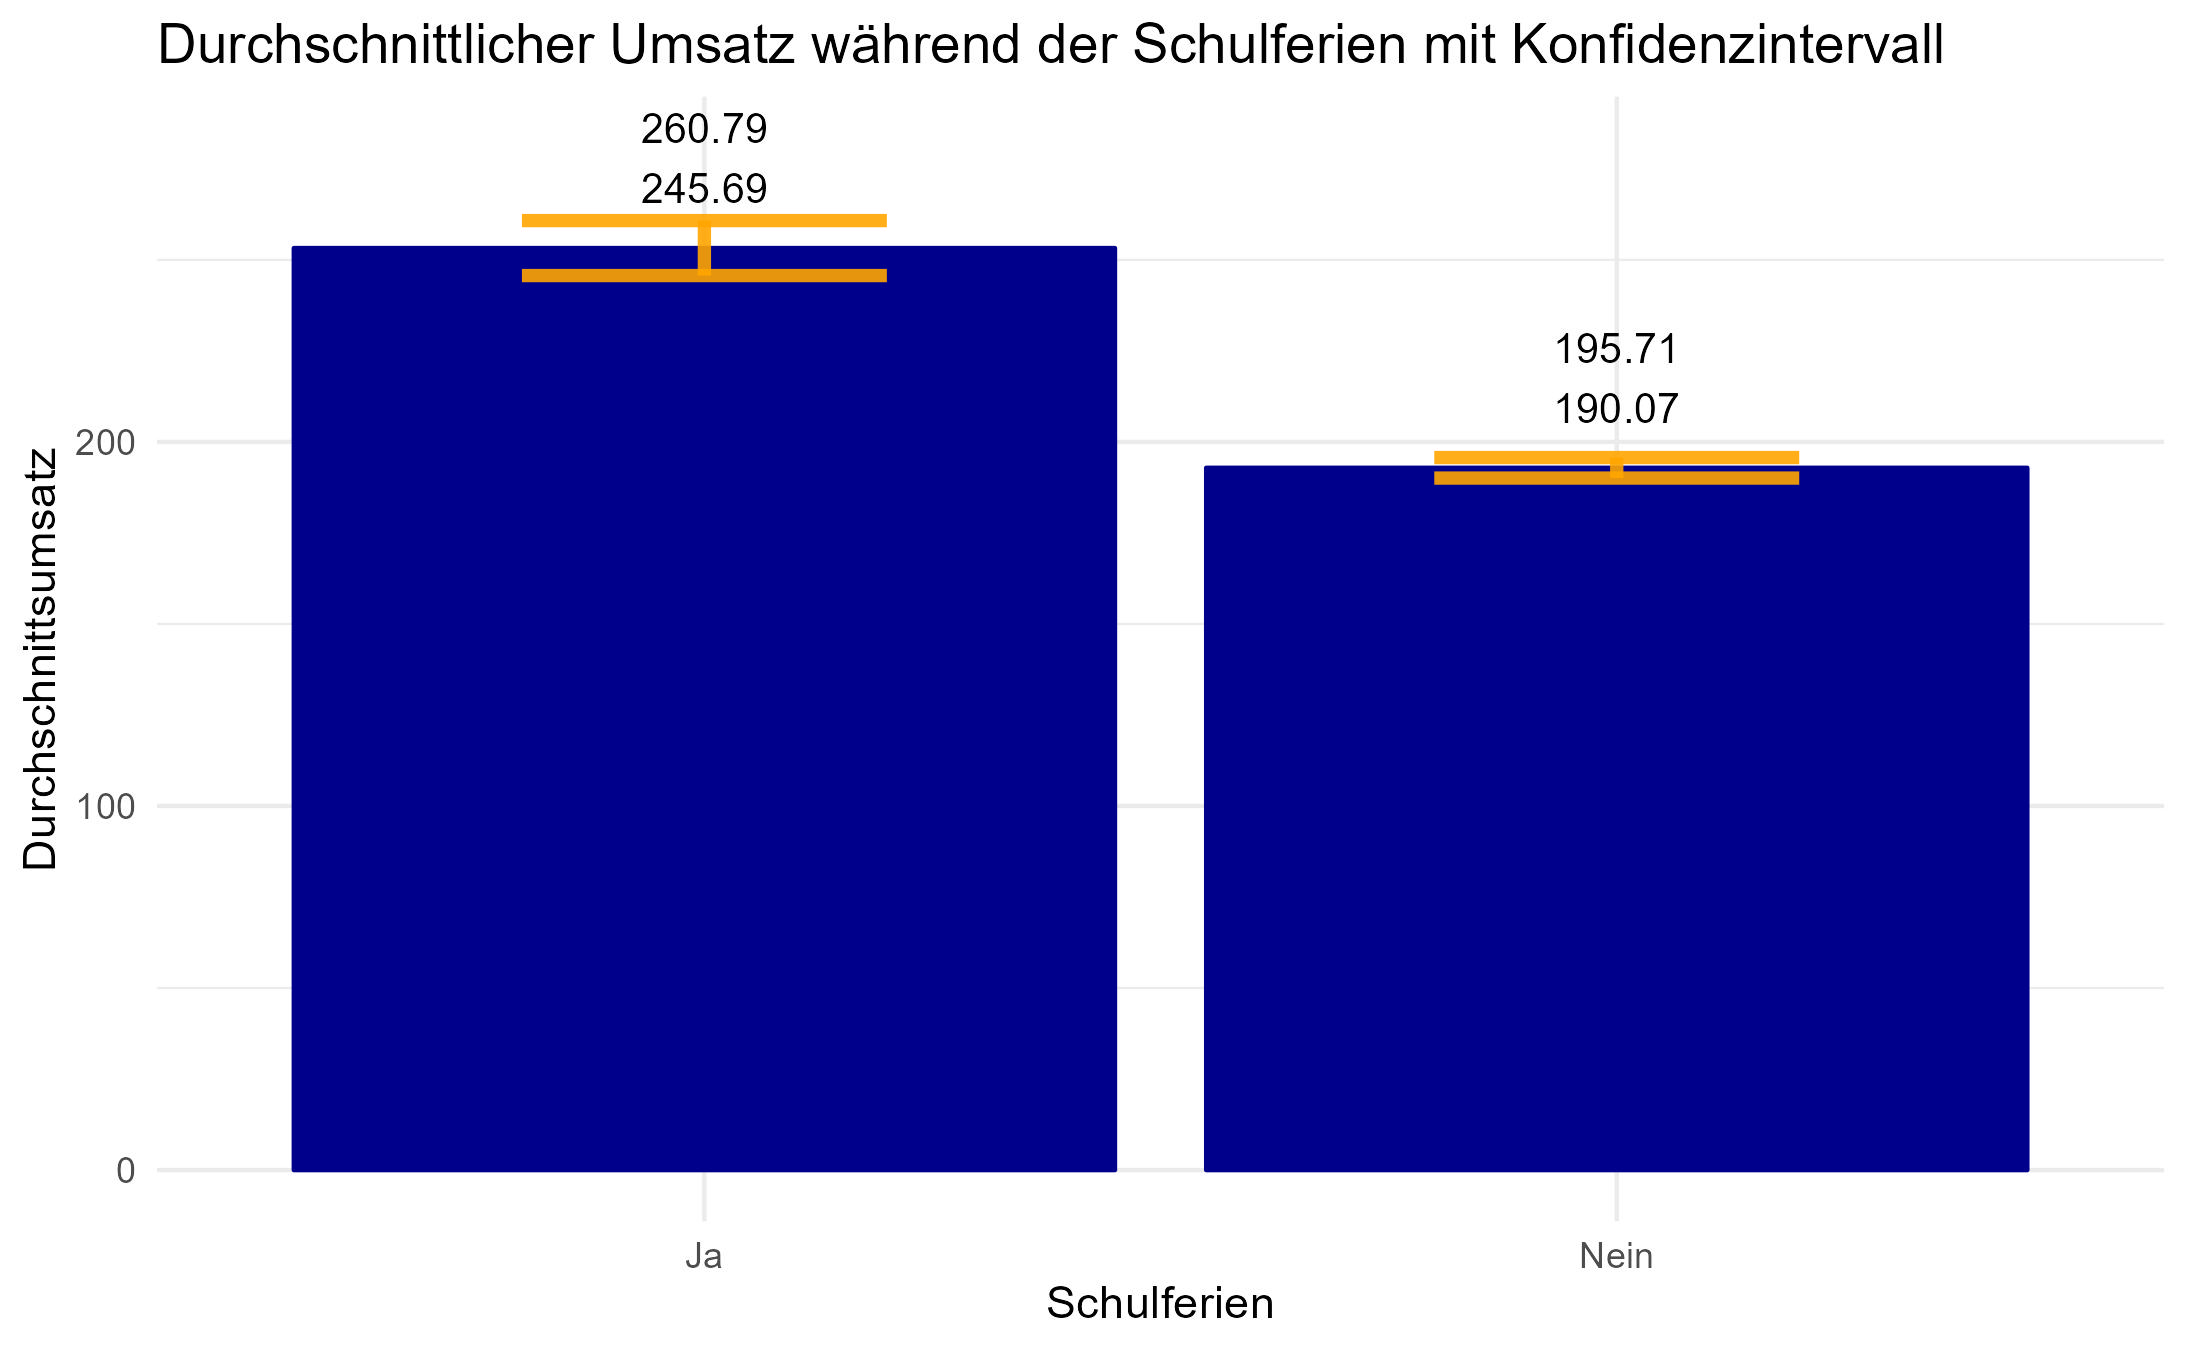 Durchschnittlicher Umsatz während der Schulferien mit Konfidenzintervall
260.79
245.69
195.71
190.07
Durchschnittsumsatz
200
100
0
Ja
Nein
Schulferien